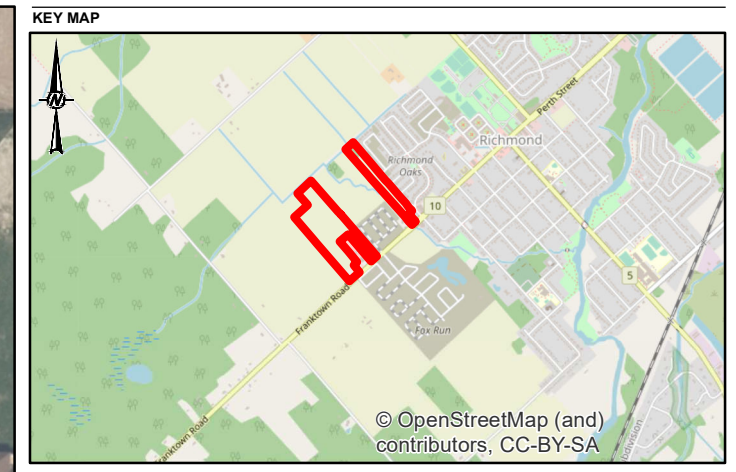 KEY MAP
N
Perth Street
Richmond
Richmond
Oaks
10
5
Franktown Road
Fox Run
Franktown Road
© OpenStreetMap (and)
contributors, CC-BY-SA